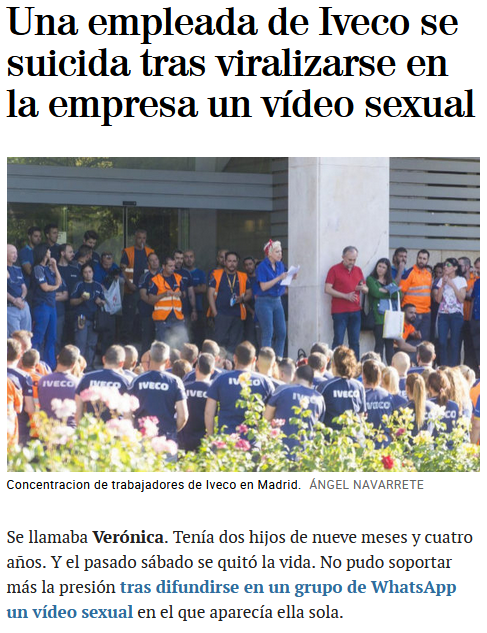 Una empleada de Iveco se
suicida tras viralizarse en
la empresa un vídeo sexual
IVECO IVECO IVECO IVECO IVECO IVECO
IVECO IVECO IVECO
Concentracion de trabajadores de Iveco en Madrid. ÁNGEL NAVARRETE
Se llamaba Verónica. Tenía dos hijos de nueve meses y cuatro
años. Y el pasado sábado se quitó la vida. No pudo soportar
más la presión tras difundirse en un grupo de WhatsApp
un vídeo sexual en el que aparecía ella sola.